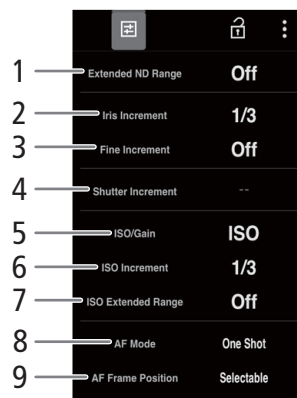 1 Extended ND Range Off
2 Iris Increment 1/3
3 Fine Increment Off
4 Shutter Increment --
5 ISO/Gain ISO
6 ISO Increment 1/3
7 ISO Extended Range Off
8 AF Mode One Shot
9 AF Frame Position Selectable